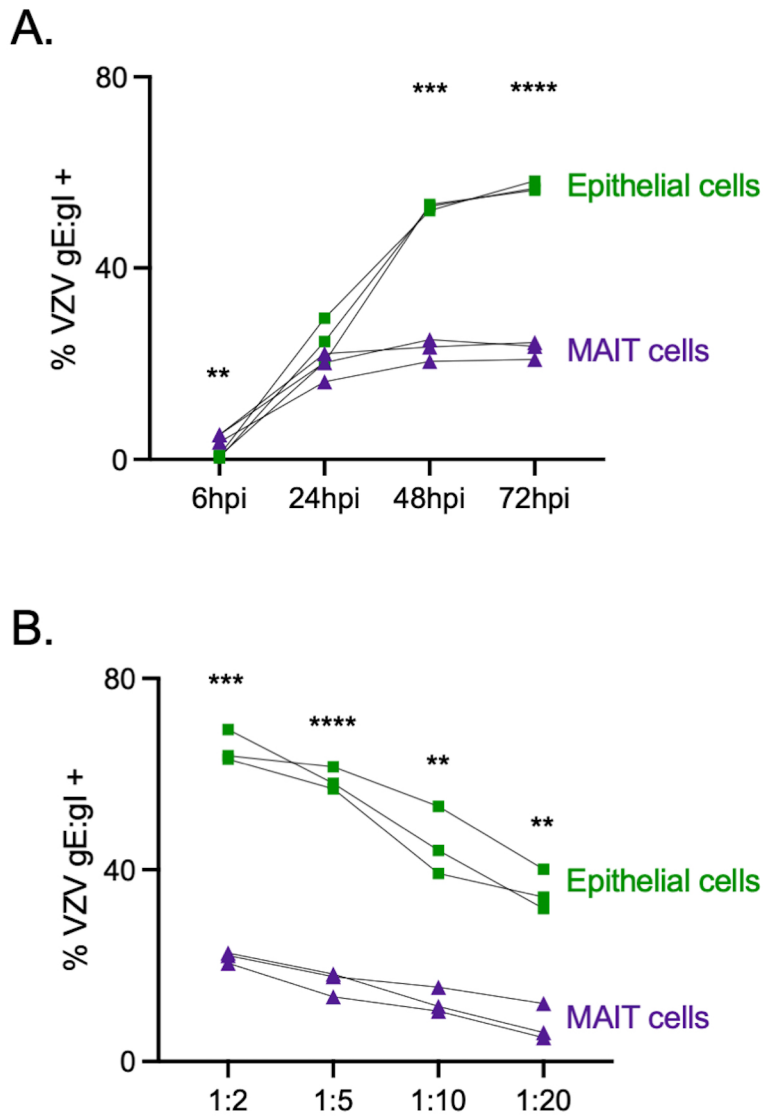 A.
80
*** ****
% VZV gE:gI +
Epithelial cells
40
MAIT cells
**
0
6hpi 24hpi 48hpi 72hpi
B.
80
***
****
**
**
% VZV gE:gI +
40
Epithelial cells
MAIT cells
0
1:2 1:5 1:10 1:20